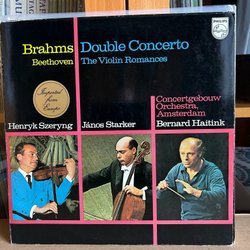 PHILIPS
Brahms
Double Concerto
Beethoven
The Violin Romances
Imported
from
Europe
Concertgebouw
Orchestra,
Amsterdam
Henryk Szeryng
János Starker
Bernard Haitink